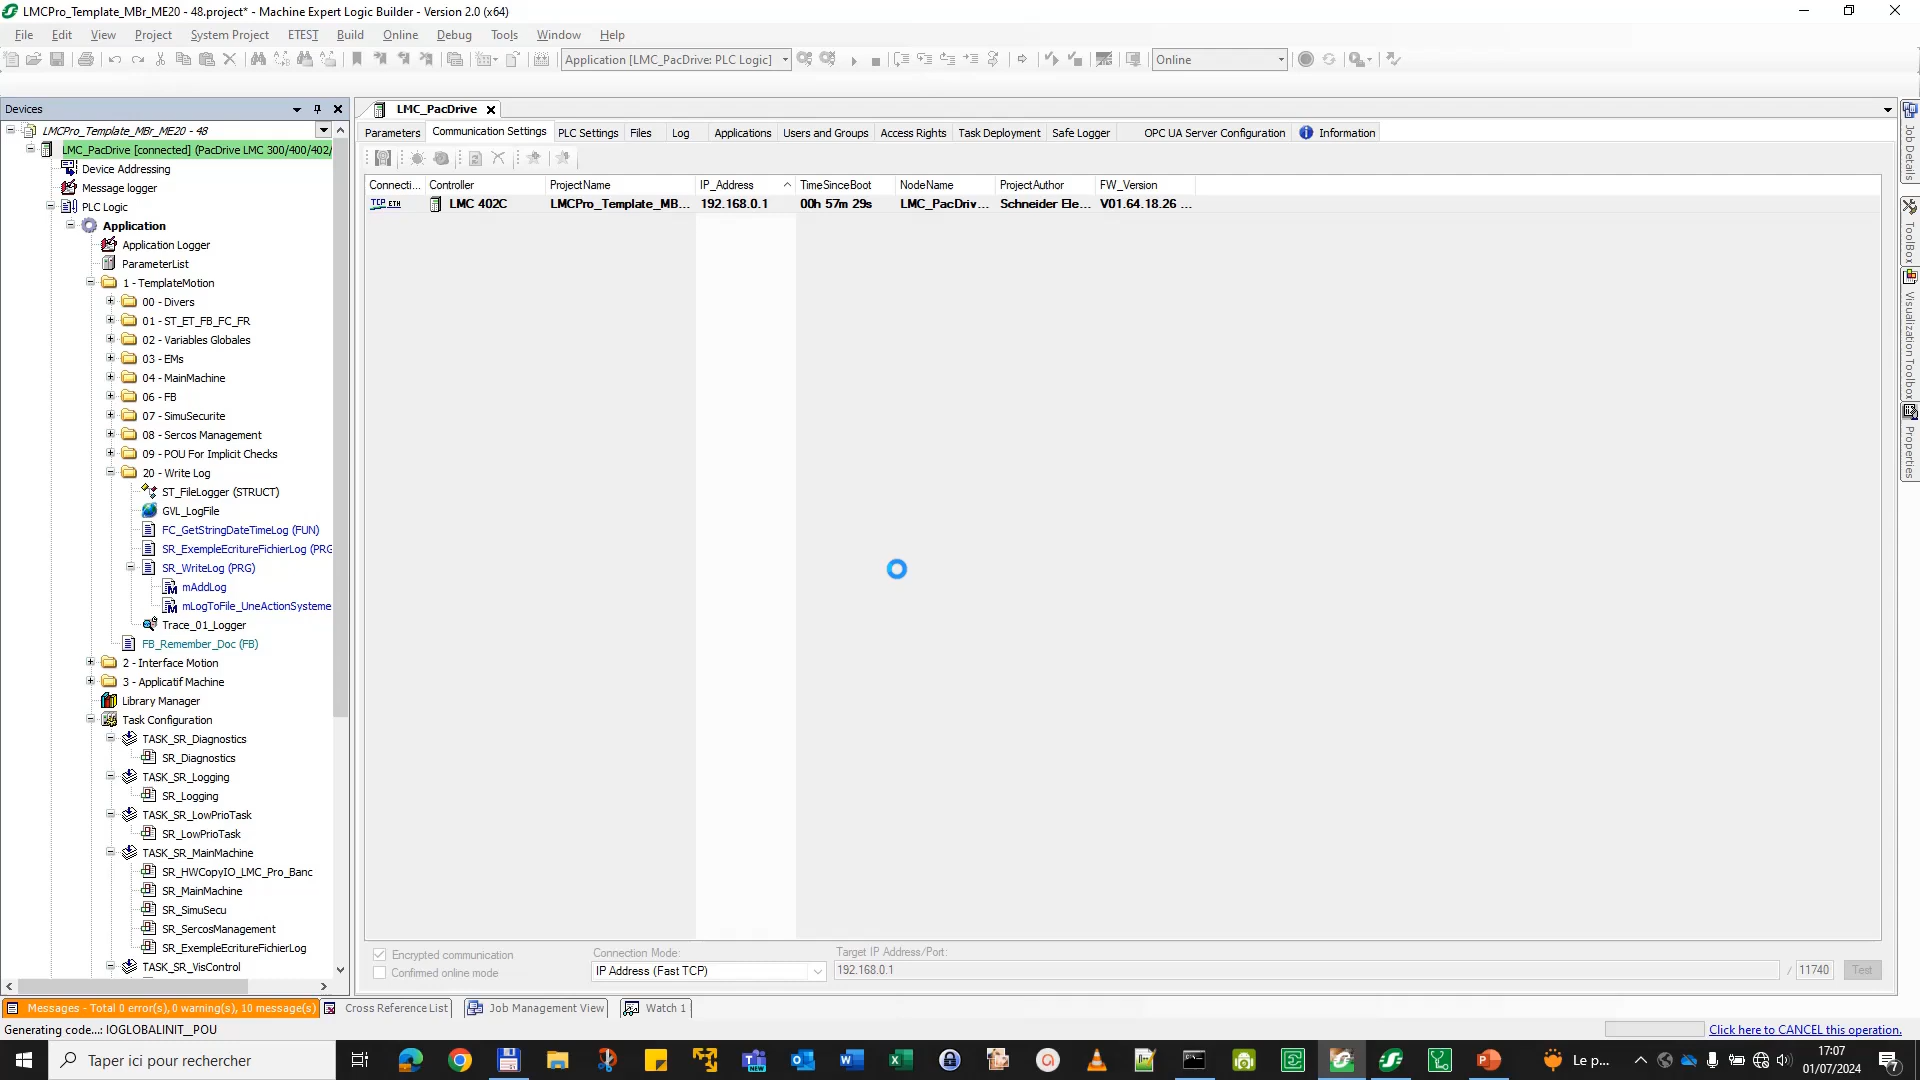 LMCPro_Template_MBr_ME20 - 48.project* - Machine Expert Logic Builder - Version 2.0 (x64)
File Edit View Project System Project ETEST Build Online Debug Tools Window Help
Application [LMC_PacDrive: PLC Logic] Online
Devices
LMCPro_Template_MBr_ME20 - 48
LMC_PacDrive [connected] (PacDrive LMC 300/400/402/
Device Addressing
Message logger
PLC Logic
Application
Application Logger
ParameterList
1 - TemplateMotion
00 - Divers
01 - ST_ET_FB_FC_FR
02 - Variables Globales
03 - EMs
04 - MainMachine
06 - FB
07 - SimuSecurite
08 - Sercos Management
09 - POU For Implicit Checks
20 - Write Log
ST_FileLogger (STRUCT)
GVL_LogFile
FC_GetStringDateTimeLog (FUN)
SR_ExempleEcritureFichierLog (PRG
SR_WriteLog (PRG)
mAddLog
mLogToFile_UneActionSysteme
Trace_01_Logger
FB_Remember_Doc (FB)
2 - Interface Motion
3 - Applicatif Machine
Library Manager
Task Configuration
TASK_SR_Diagnostics
SR_Diagnostics
TASK_SR_Logging
SR_Logging
TASK_SR_LowPrioTask
SR_LowPrioTask
TASK_SR_MainMachine
SR_HWCopyIO_LMC_Pro_Banc
SR_MainMachine
SR_SimuSecu
SR_SercosManagement
SR_ExempleEcritureFichierLog
TASK_SR_VisControl
LMC_PacDrive
Parameters Communication Settings PLC Settings Files Log Applications Users and Groups Access Rights Task Deployment Safe Logger OPC UA Server Configuration Information
Connecti... Controller ProjectName IP_Address TimeSinceBoot NodeName ProjectAuthor FW_Version
TCP ETH LMC 402C LMCPro_Template_MB... 192.168.0.1 00h 57m 29s LMC_PacDriv... Schneider Ele... V01.64.18.26 ...
Encrypted communication
Confirmed online mode
Connection Mode:
IP Address (Fast TCP)
Target IP Address/Port:
192.168.0.1 / 11740 Test
Job Details
ToolBox
Visualization Toolbox
Properties
Messages - Total 0 error(s), 0 warning(s), 10 message(s) Cross Reference List Job Management View Watch 1
Generating code...: IOGLOBALINIT__POU Click here to CANCEL this operation.
Taper ici pour rechercher
NEW
Le p...
17:07
01/07/2024
7